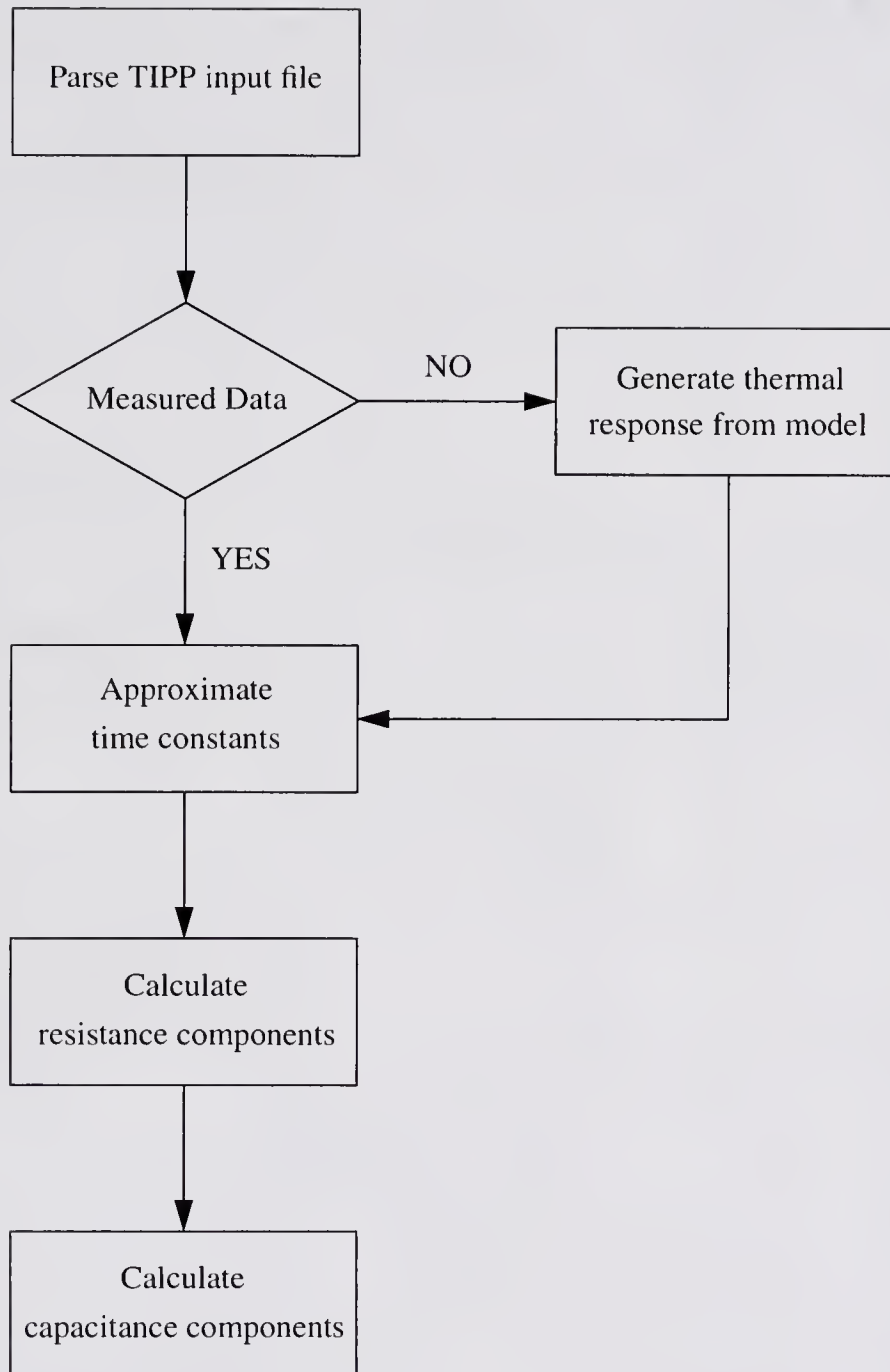 Parse TIPP input file
Measured Data
NO
Generate thermal
response from model
YES
Approximate
time constants
Calculate
resistance components
Calculate
capacitance components